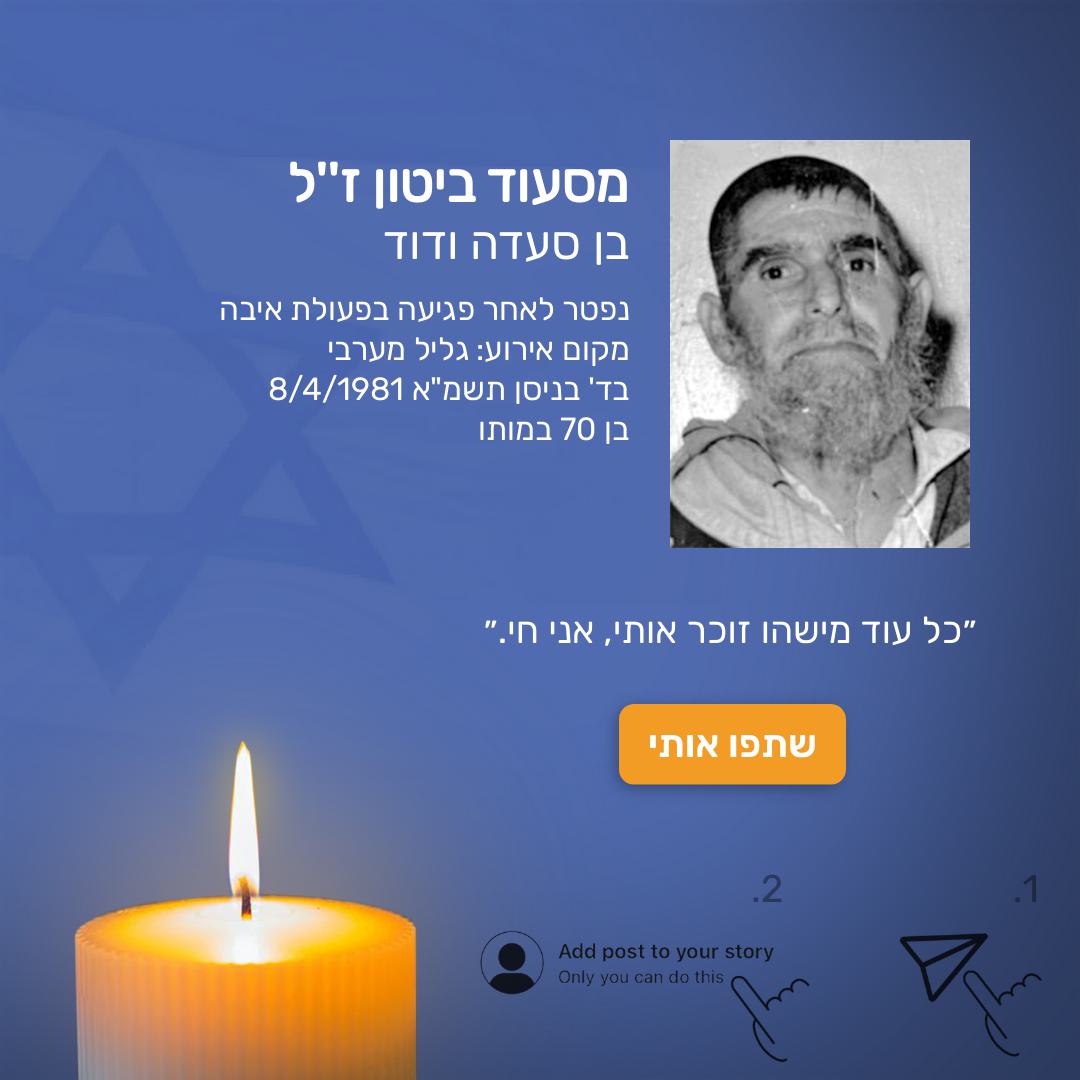 מסעוד ביטון ז"ל
בן סעדה ודוד
נפטר לאחר פגיעה בפעולת איבה
מקום אירוע: גליל מערבי
בד' בניסן תשמ"א 8/4/1981
בן 70 במותו
״כל עוד מישהו זוכר אותי, אני חי.״
שתפו אותי
1.
2.
Add post to your story
Only you can do this